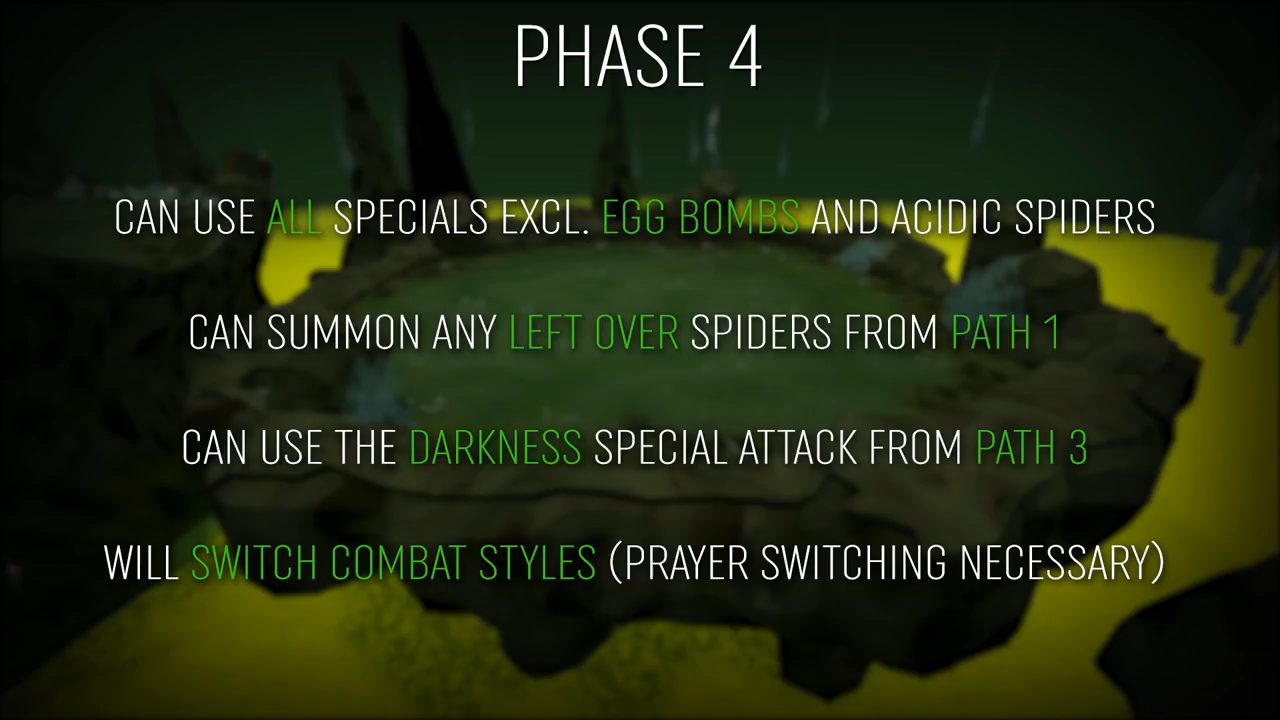 PHASE 4
CAN USE ALL SPECIALS EXCL. EGG BOMBS AND ACIDIC SPIDERS
CAN SUMMON ANY LEFT OVER SPIDERS FROM PATH 1
CAN USE THE DARKNESS SPECIAL ATTACK FROM PATH 3
WILL SWITCH COMBAT STYLES (PRAYER SWITCHING NECESSARY)